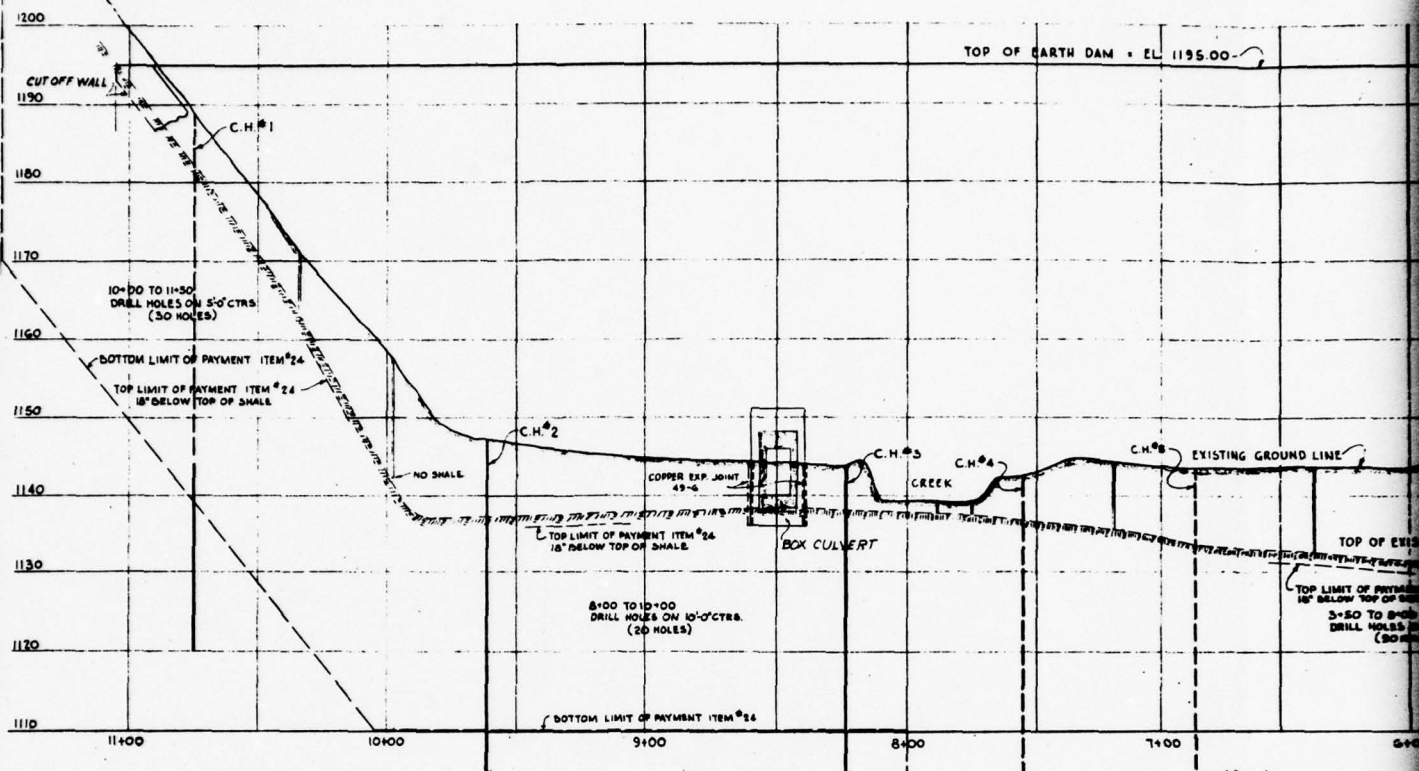 1200
TOP OF EARTH DAM = EL. 1195.00
CUT OFF WALL
1190
C.H.#1
1180
1170
10+00 TO 11+50
DRILL HOLES ON 5'-0" CTRS
(30 HOLES)
1160
BOTTOM LIMIT OF PAYMENT ITEM #24
TOP LIMIT OF PAYMENT ITEM #24
18" BELOW TOP OF SHALE
1150
C.H.#2
C.H.#3
C.H.#4
C.H.#5
EXISTING GROUND LINE
NO SHALE
COPPER EXP. JOINT
49-6
CREEK
1140
TOP LIMIT OF PAYMENT ITEM #24
18" BELOW TOP OF SHALE
BOX CULVERT
TOP OF EXIS
1130
TOP LIMIT OF PAYME
18" BELOW TOP OF
8+00 TO 10+00
DRILL HOLES ON 10'-0" CTRS.
(20 HOLES)
3+50 TO 8+00
DRILL HOLES
1120
1110
BOTTOM LIMIT OF PAYMENT ITEM #24
11+00
10+00
9+00
8+00
7+00